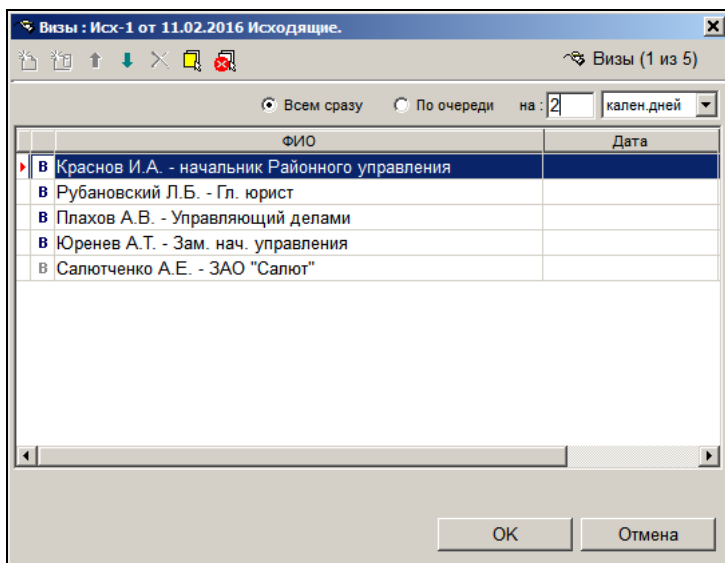 Визы : Исх-1 от 11.02.2016 Исходящие.
Визы (1 из 5)
Всем сразу По очереди на : 2 кален.дней
ФИО Дата
В Краснов И.А. - начальник Районного управления
В Рубановский Л.Б. - Гл. юрист
В Плахов А.В. - Управляющий делами
В Юренев А.Т. - Зам. нач. управления
В Салютченко А.Е. - ЗАО "Салют"
OK Отмена